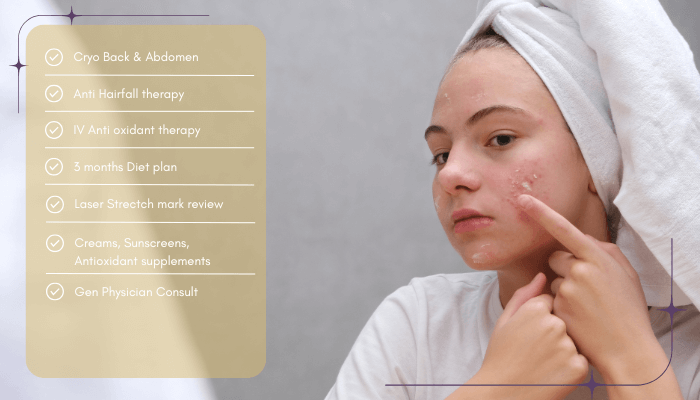 Cryo Back & Abdomen
Anti Hairfall therapy
IV Anti oxidant therapy
3 months Diet plan
Laser Strectch mark review
Creams, Sunscreens,
Antioxidant supplements
Gen Physician Consult